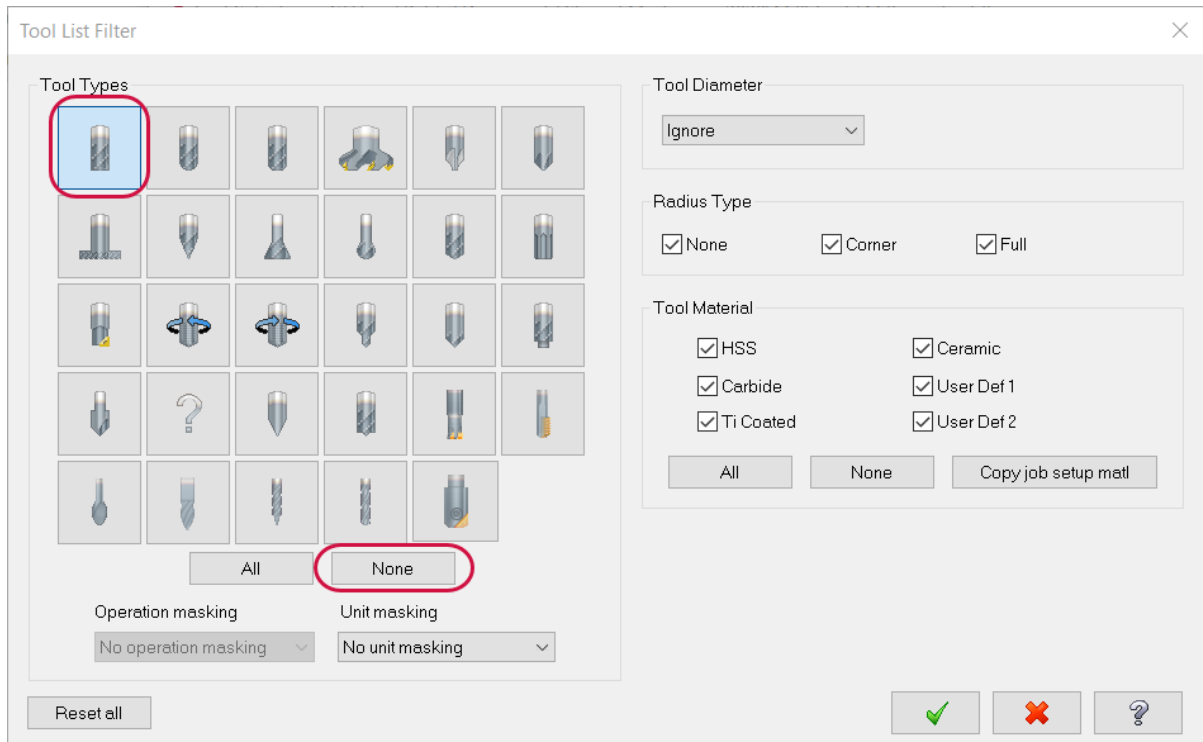 Tool List Filter
Tool Types
All
None
Operation masking
Unit masking
No operation masking
No unit masking
Reset all
Tool Diameter
Ignore
Radius Type
None
Corner
Full
Tool Material
HSS
Ceramic
Carbide
User Def 1
Ti Coated
User Def 2
All
None
Copy job setup matl